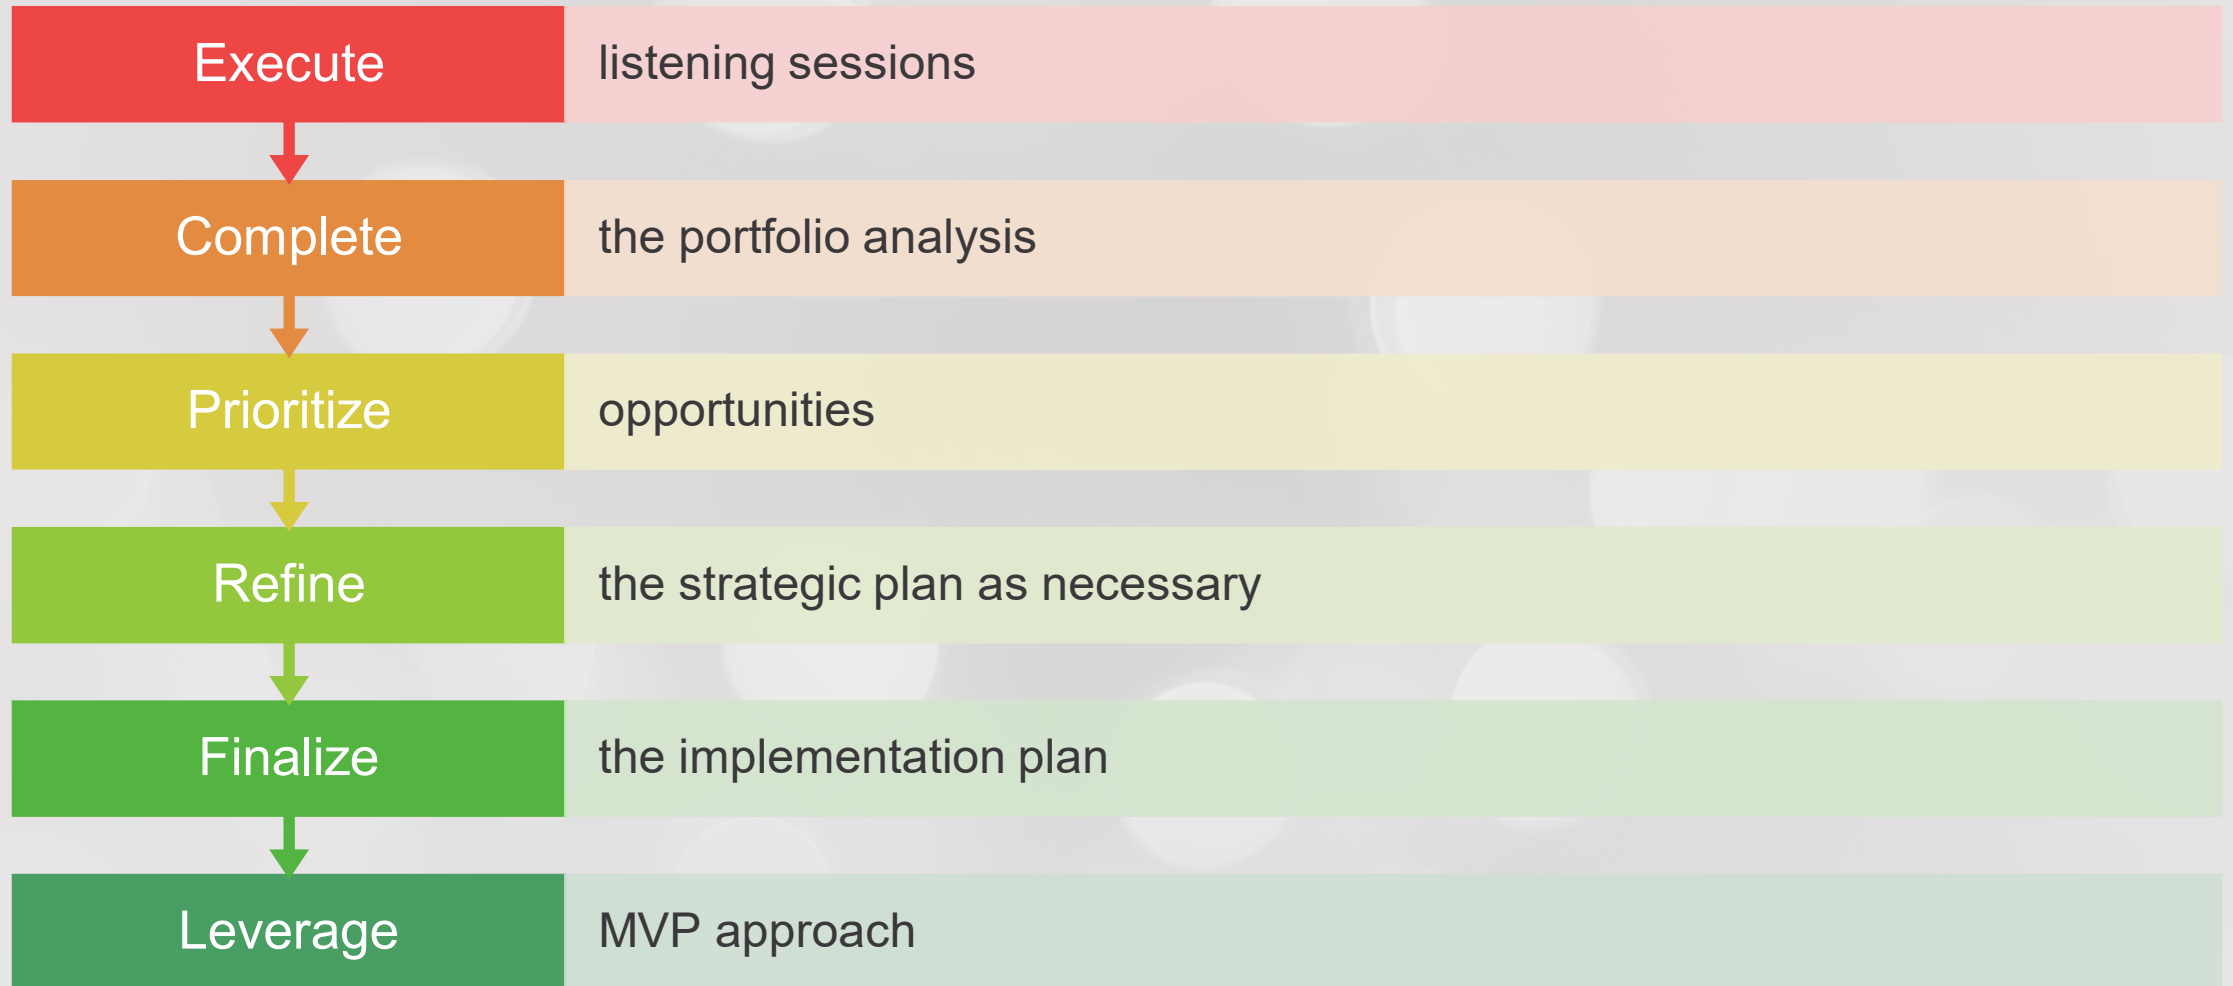 Execute listening sessions
Complete the portfolio analysis
Prioritize opportunities
Refine the strategic plan as necessary
Finalize the implementation plan
Leverage MVP approach